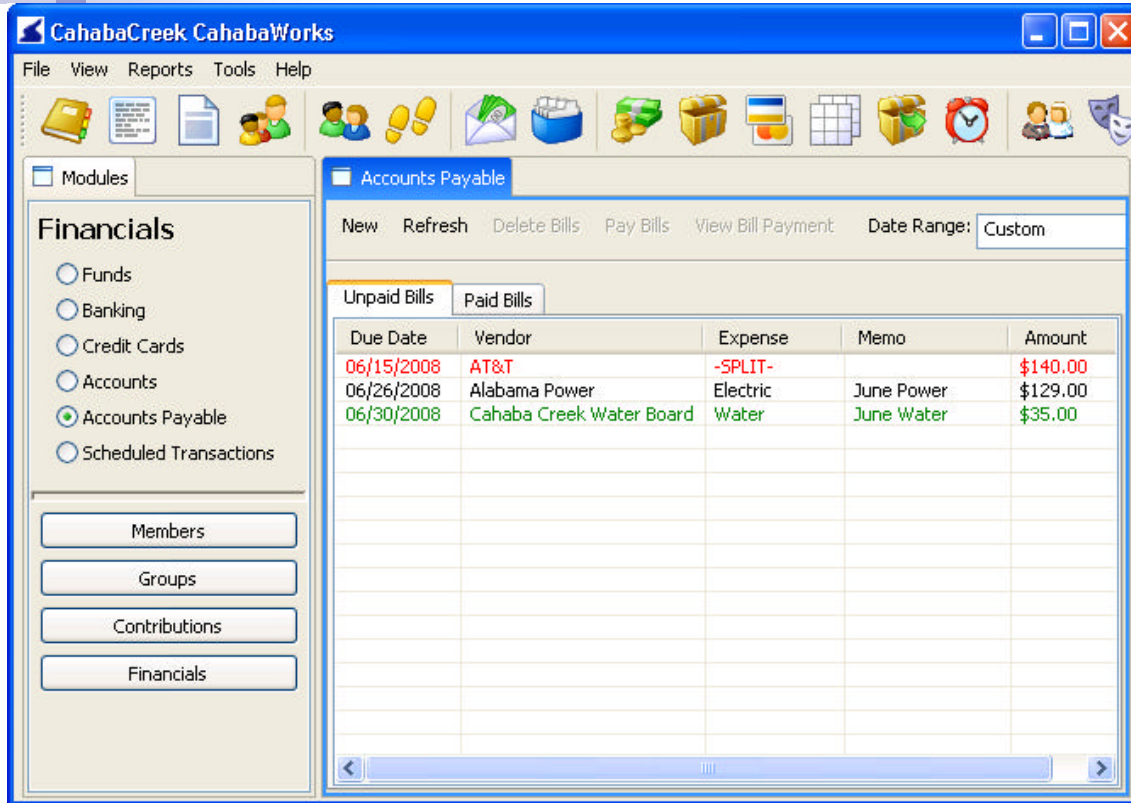 CahabaCreek CahabaWorks
File View Reports Tools Help
Modules
Financials
Funds
Banking
Credit Cards
Accounts
Accounts Payable
Scheduled Transactions
Members
Groups
Contributions
Financials
Accounts Payable
New Refresh Delete Bills Pay Bills View Bill Payment Date Range: Custom
Unpaid Bills Paid Bills
Due Date Vendor Expense Memo Amount
06/15/2008 AT&T -SPLIT- $140.00
06/26/2008 Alabama Power Electric June Power $129.00
06/30/2008 Cahaba Creek Water Board Water June Water $35.00